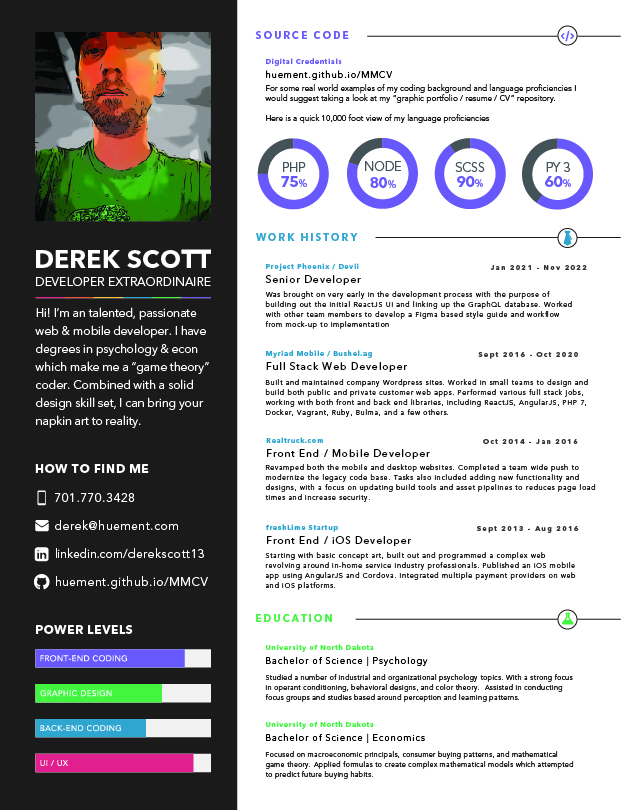 DEREK SCOTT
DEVELOPER EXTRAORDINAIRE
Hi! I'm an talented, passionate
web & mobile developer. I have
degrees in psychology & econ
which make me a "game theory"
coder. Combined with a solid
design skill set, I can bring your
napkin art to reality.
HOW TO FIND ME
701.770.3428
derek@huement.com
linkedin.com/derekscott13
huement.github.io/MMCV
POWER LEVELS
FRONT-END CODING
GRAPHIC DESIGN
BACK-END CODING
UI / UX
SOURCE CODE
</>
Digital Credentials
huement.github.io/MMCV
For some real world examples of my coding background and language proficiencies I
would suggest taking a look at my "graphic portfolio / resume / CV" repository.
Here is a quick 10,000 foot view of my language proficiencies
PHP
75%
NODE
80%
SCSS
90%
PY 3
60%
WORK HISTORY
Project Phoenix / Devii
Jan 2021 - Nov 2022
Senior Developer
Was brought on very early in the development process with the purpose of
building out the initial ReactJS UI and linking up the GraphQL database. Worked
with other team members to develop a Figma based style guide and workflow
from mock-up to implementation
Myriad Mobile / Bushel.ag
Sept 2016 - Oct 2020
Full Stack Web Developer
Built and maintained company Wordpress sites. Worked in small teams to design and
build both public and private customer web apps. Performed various full stack jobs,
working with both front and back end libraries, including ReactJS, AngularJS, PHP 7,
Docker, Vagrant, Ruby, Bulma, and a few others.
Realtruck.com
Oct 2014 - Jan 2016
Front End / Mobile Developer
Revamped both the mobile and desktop websites. Completed a team wide push to
modernize the legacy code base. Tasks also included adding new functionality and
designs, with a focus on updating build tools and asset pipelines to reduces page load
times and increase security.
freshLime Startup
Sept 2013 - Aug 2016
Front End / iOS Developer
Starting with basic concept art, built out and programmed a complex web
revolving around in-home service industry professionals. Published an iOS mobile
app using AngularJS and Cordova. Integrated multiple payment providers on web
and iOS platforms.
EDUCATION
University of North Dakota
Bachelor of Science | Psychology
Studied a number of industrial and organizational psychology topics. With a strong focus
in operant conditioning, behavioral designs, and color theory. Assisted in conducting
focus groups and studies based around perception and learning patterns.
University of North Dakota
Bachelor of Science | Economics
Focused on macroeconomic principals, consumer buying patterns, and mathematical
game theory. Applied formulas to create complex mathematical models which attempted
to predict future buying habits.